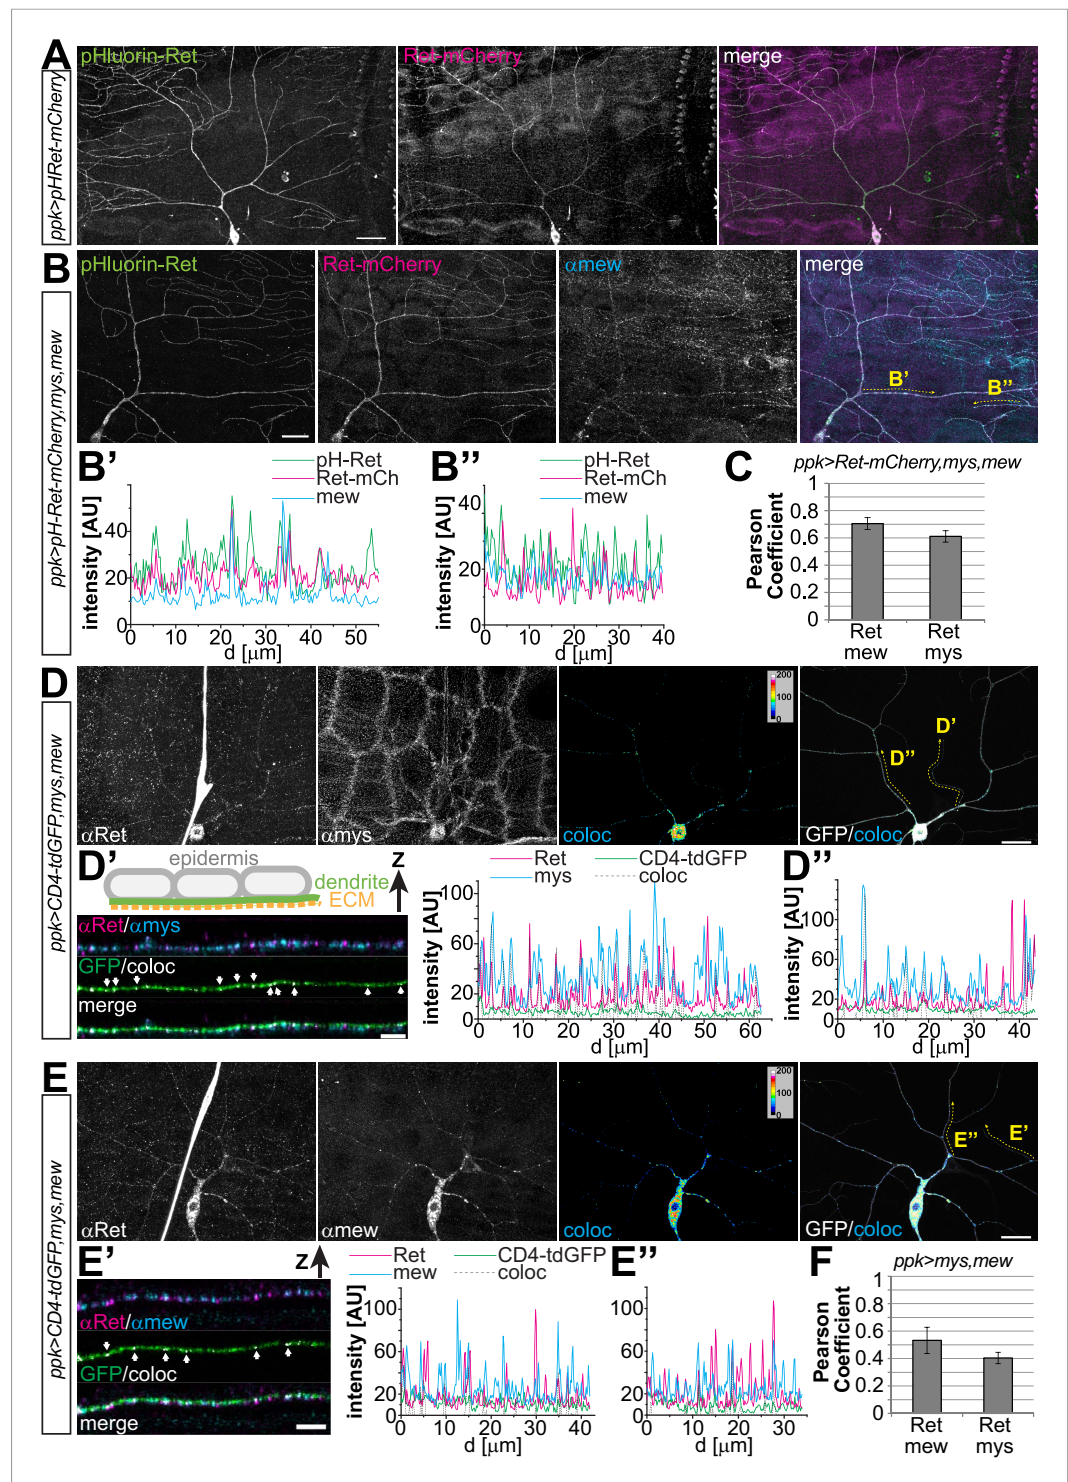 A
ppk>pHRet-mCherry
pHluorin-Ret
Ret-mCherry
merge
B
ppk>pH-Ret-mCherry,mys,mew
pHluorin-Ret
Ret-mCherry
αmew
merge
B'
B''
B'
pH-Ret
Ret-mCh
mew
intensity [AU]
40
20
0
0 10 20 30 40 50
d [μm]
B''
pH-Ret
Ret-mCh
mew
intensity [AU]
40
20
0
0 10 20 30 40
d [μm]
C
ppk>Ret-mCherry,mys,mew
Pearson
Coefficient
1
0.8
0.6
0.4
0.2
0
Ret
mew
Ret
mys
D
ppk>CD4-tdGFP,mys,mew
αRet
αmys
coloc
200
100
0
GFP/coloc
D''
D'
D'
epidermis
dendrite
ECM
z
αRet/αmys
GFP/coloc
merge
Ret
mys
CD4-tdGFP
coloc
intensity [AU]
100
60
20
0
0 10 20 30 40 50 60
d [μm]
D''
intensity [AU]
100
60
20
0
0 10 20 30 40
d [μm]
E
ppk>CD4-tdGFP,mys,mew
αRet
αmew
coloc
200
100
0
GFP/coloc
E''
E'
E'
z
αRet/αmew
GFP/coloc
merge
Ret
mew
CD4-tdGFP
coloc
intensity [AU]
100
60
20
0
0 10 20 30 40
d [μm]
E''
intensity [AU]
100
60
20
0
0 10 20 30
d [μm]
F
ppk>mys,mew
Pearson
Coefficient
1
0.8
0.6
0.4
0.2
0
Ret
mew
Ret
mys